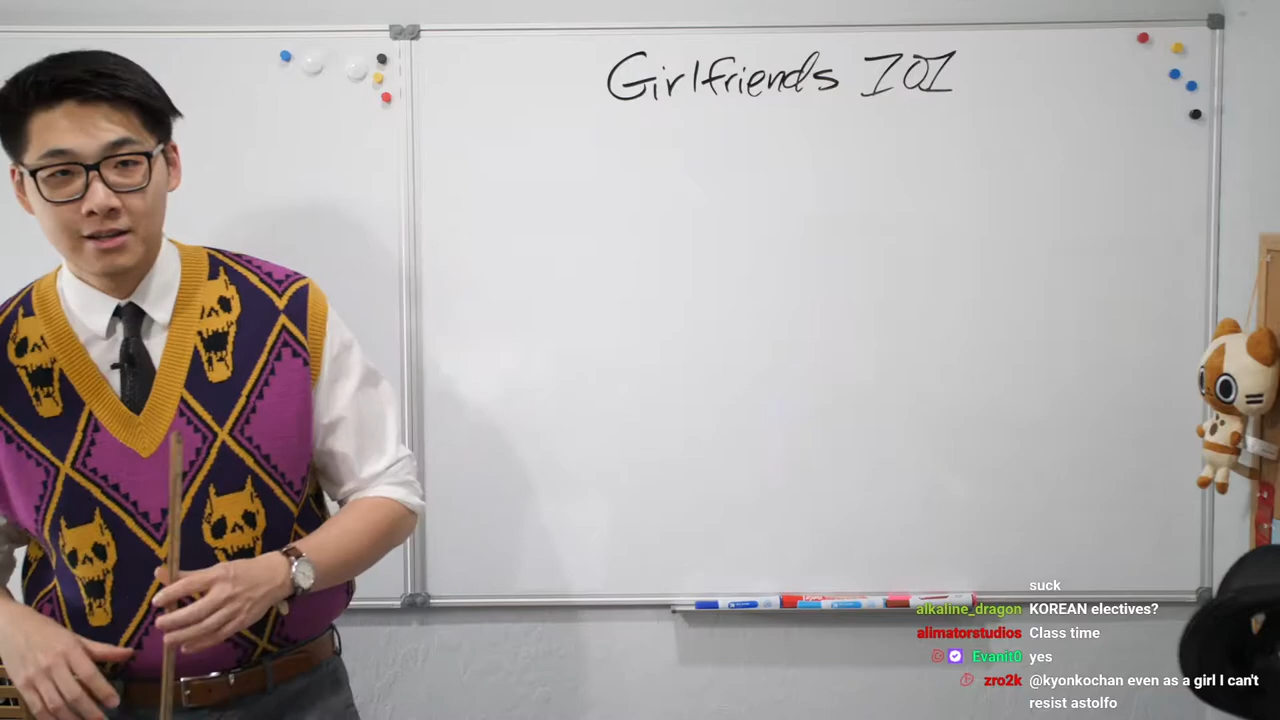 Girlfriends 101
suck
alkaline_dragon KOREAN electives?
alimatorstudios Class time
Evanit0 yes
zro2k @kyonkochan even as a girl I can't
resist astolfo